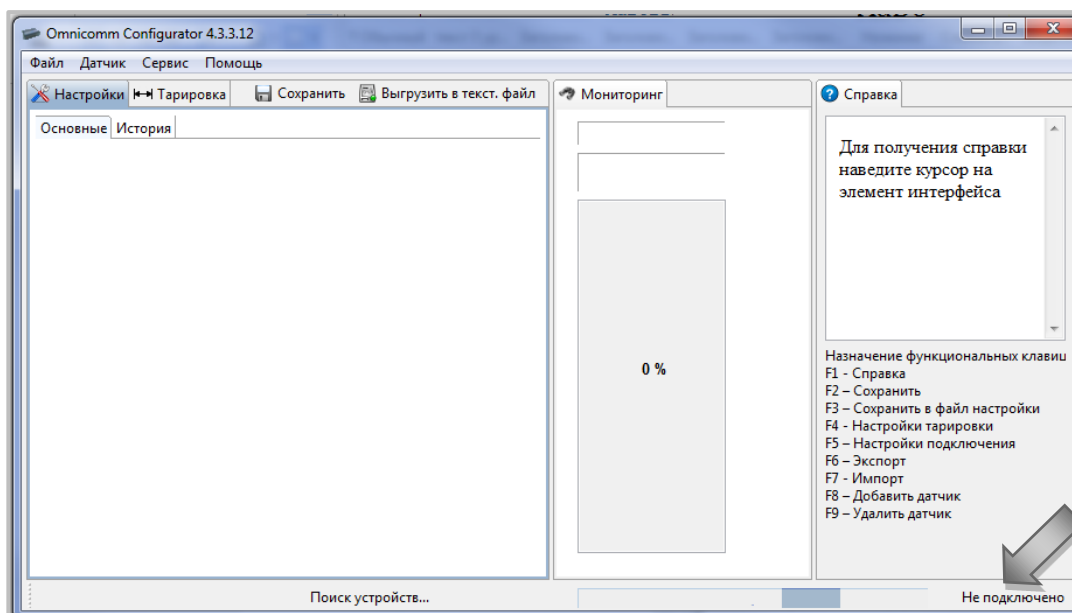 Omnicomm Configurator 4.3.3.12
Файл Датчик Сервис Помощь
Настройки Тарировка Сохранить Выгрузить в текст. файл
Основные История
Мониторинг
0 %
Справка
Для получения справки
наведите курсор на
элемент интерфейса
Назначение функциональных клавиш
F1 - Справка
F2 – Сохранить
F3 – Сохранить в файл настройки
F4 - Настройки тарировки
F5 – Настройки подключения
F6 – Экспорт
F7 - Импорт
F8 – Добавить датчик
F9 – Удалить датчик
Поиск устройств...
Не подключено